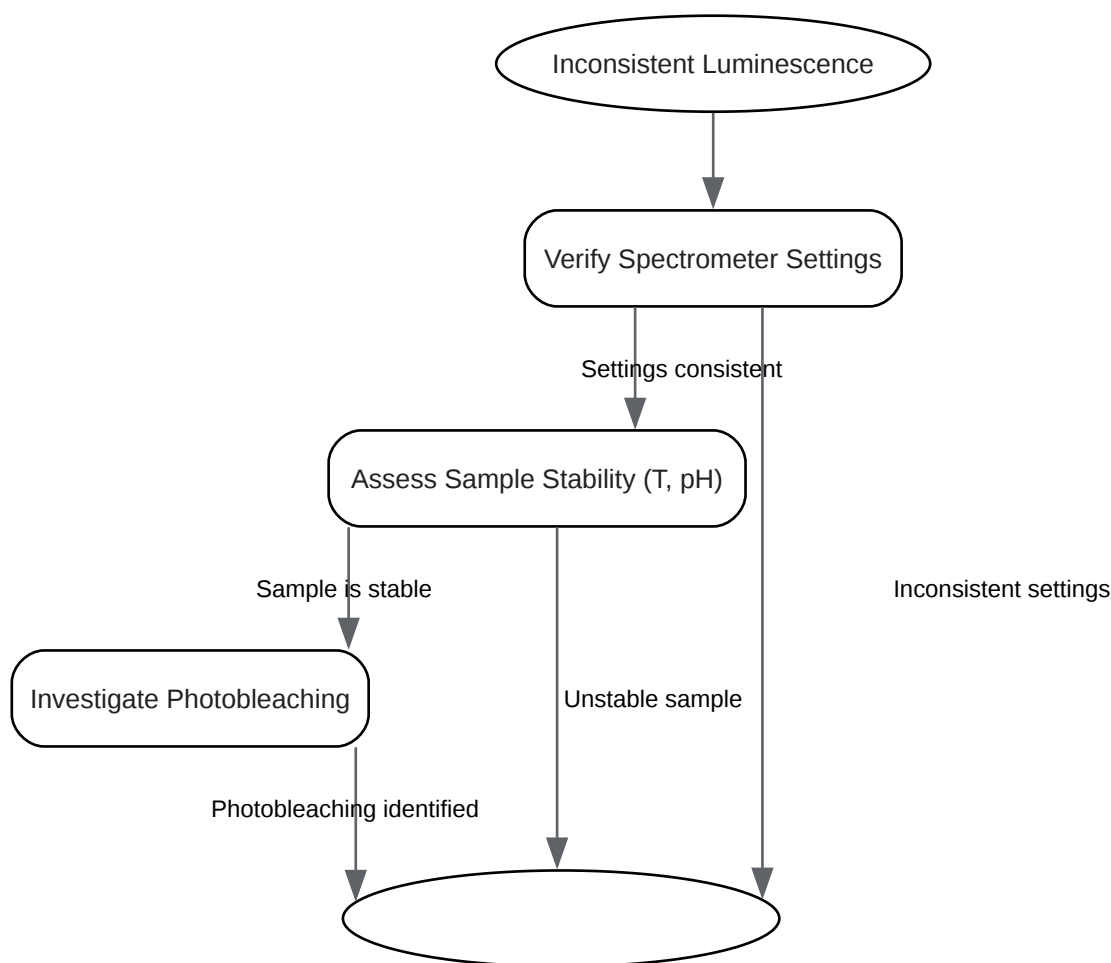 Inconsistent Luminescence
Verify Spectrometer Settings
Settings consistent
Assess Sample Stability (T, pH)
Sample is stable
Inconsistent settings
Investigate Photobleaching
Unstable sample
Photobleaching identified